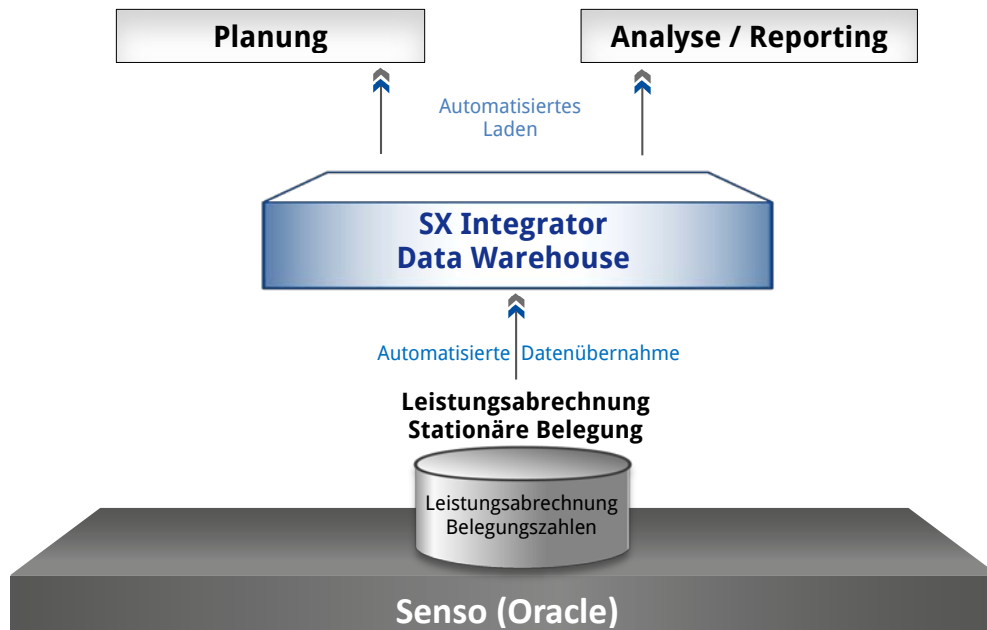 Planung
Analyse / Reporting
Automatisiertes
Laden
SX Integrator
Data Warehouse
Automatisierte Datenübernahme
Leistungsabrechnung
Stationäre Belegung
Leistungsabrechnung
Belegungszahlen
Senso (Oracle)